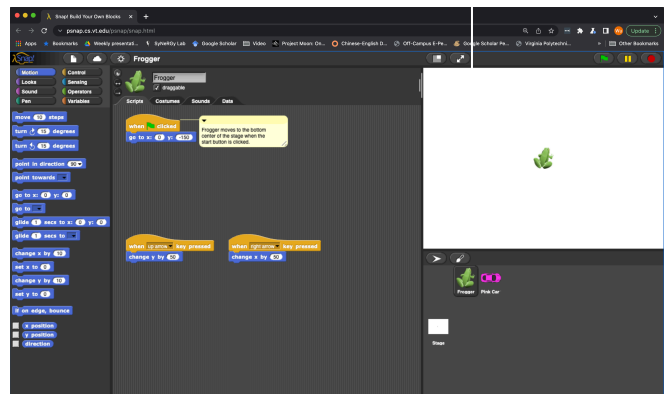 Snap! Build Your Own Blocks
psnap.cs.vt.edu/psnap/snap.html
Update
Apps Bookmarks Weekly presentati... SyNeRGy Lab Google Scholar Video Project Moon: On... Chinese-English D... Off-Campus E-Re... Google Scholar Pe... Virginia Polytechni... » Other Bookmarks
Snap! Frogger
Motion Control
Looks Sensing
Sound Operators
Pen Variables
Frogger
draggable
Scripts Costumes Sounds Data
move 10 steps
turn 15 degrees
turn 15 degrees
point in direction 90
point towards
go to x: 0 y: 0
go to
glide 1 secs to x: 0 y: 0
glide 1 secs to
change x by 10
set x to 0
change y by 10
set y to 0
if on edge, bounce
x position
y position
direction
when clicked
go to x: 0 y: -150
Frogger moves to the bottom
center of the stage when the
start button is clicked.
when up arrow key pressed
change y by 50
when right arrow key pressed
change x by 50
Frogger Pink Car
Stage